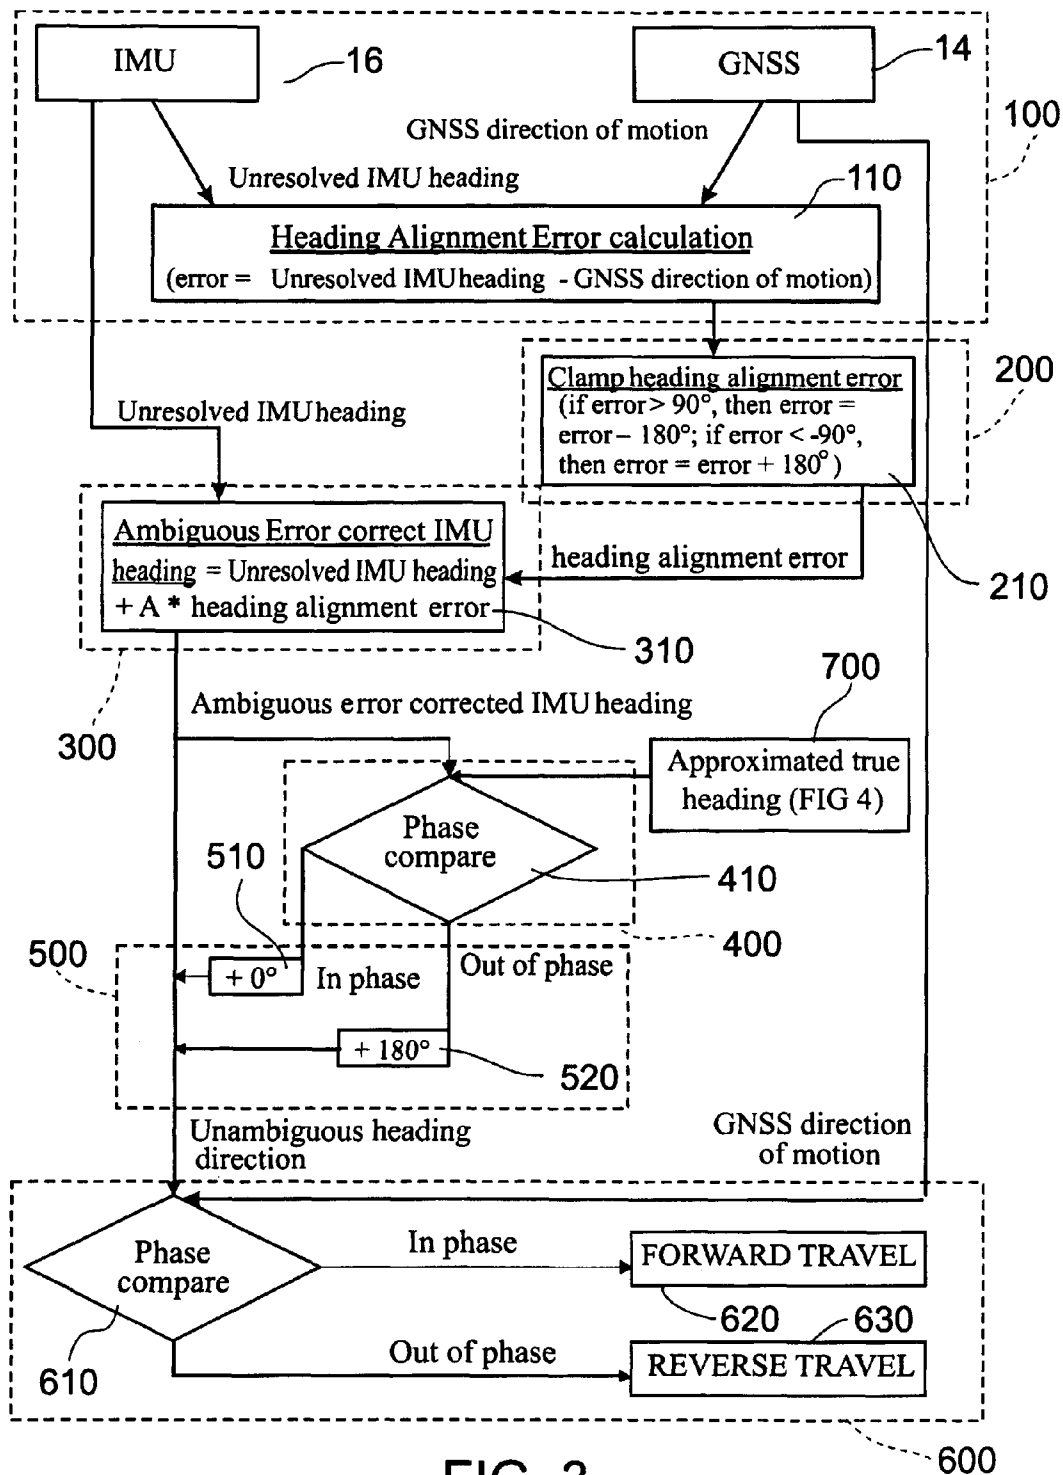 IMU
16
GNSS
14
100
GNSS direction of motion
Unresolved IMU heading
110
Heading Alignment Error calculation
(error = Unresolved IMU heading - GNSS direction of motion)
200
Clamp heading alignment error
(if error > 90°, then error =
error – 180°; if error < -90°,
then error = error + 180°)
Unresolved IMU heading
210
Ambiguous Error correct IMU
heading = Unresolved IMU heading
+ A * heading alignment error
heading alignment error
310
300
Ambiguous error corrected IMU heading
700
Approximated true
heading (FIG 4)
Phase
compare
410
400
510
500
+ 0°
In phase
Out of phase
+ 180°
520
Unambiguous heading
direction
GNSS direction
of motion
Phase
compare
In phase
FORWARD TRAVEL
620
630
Out of phase
REVERSE TRAVEL
610
600
FIG. 3